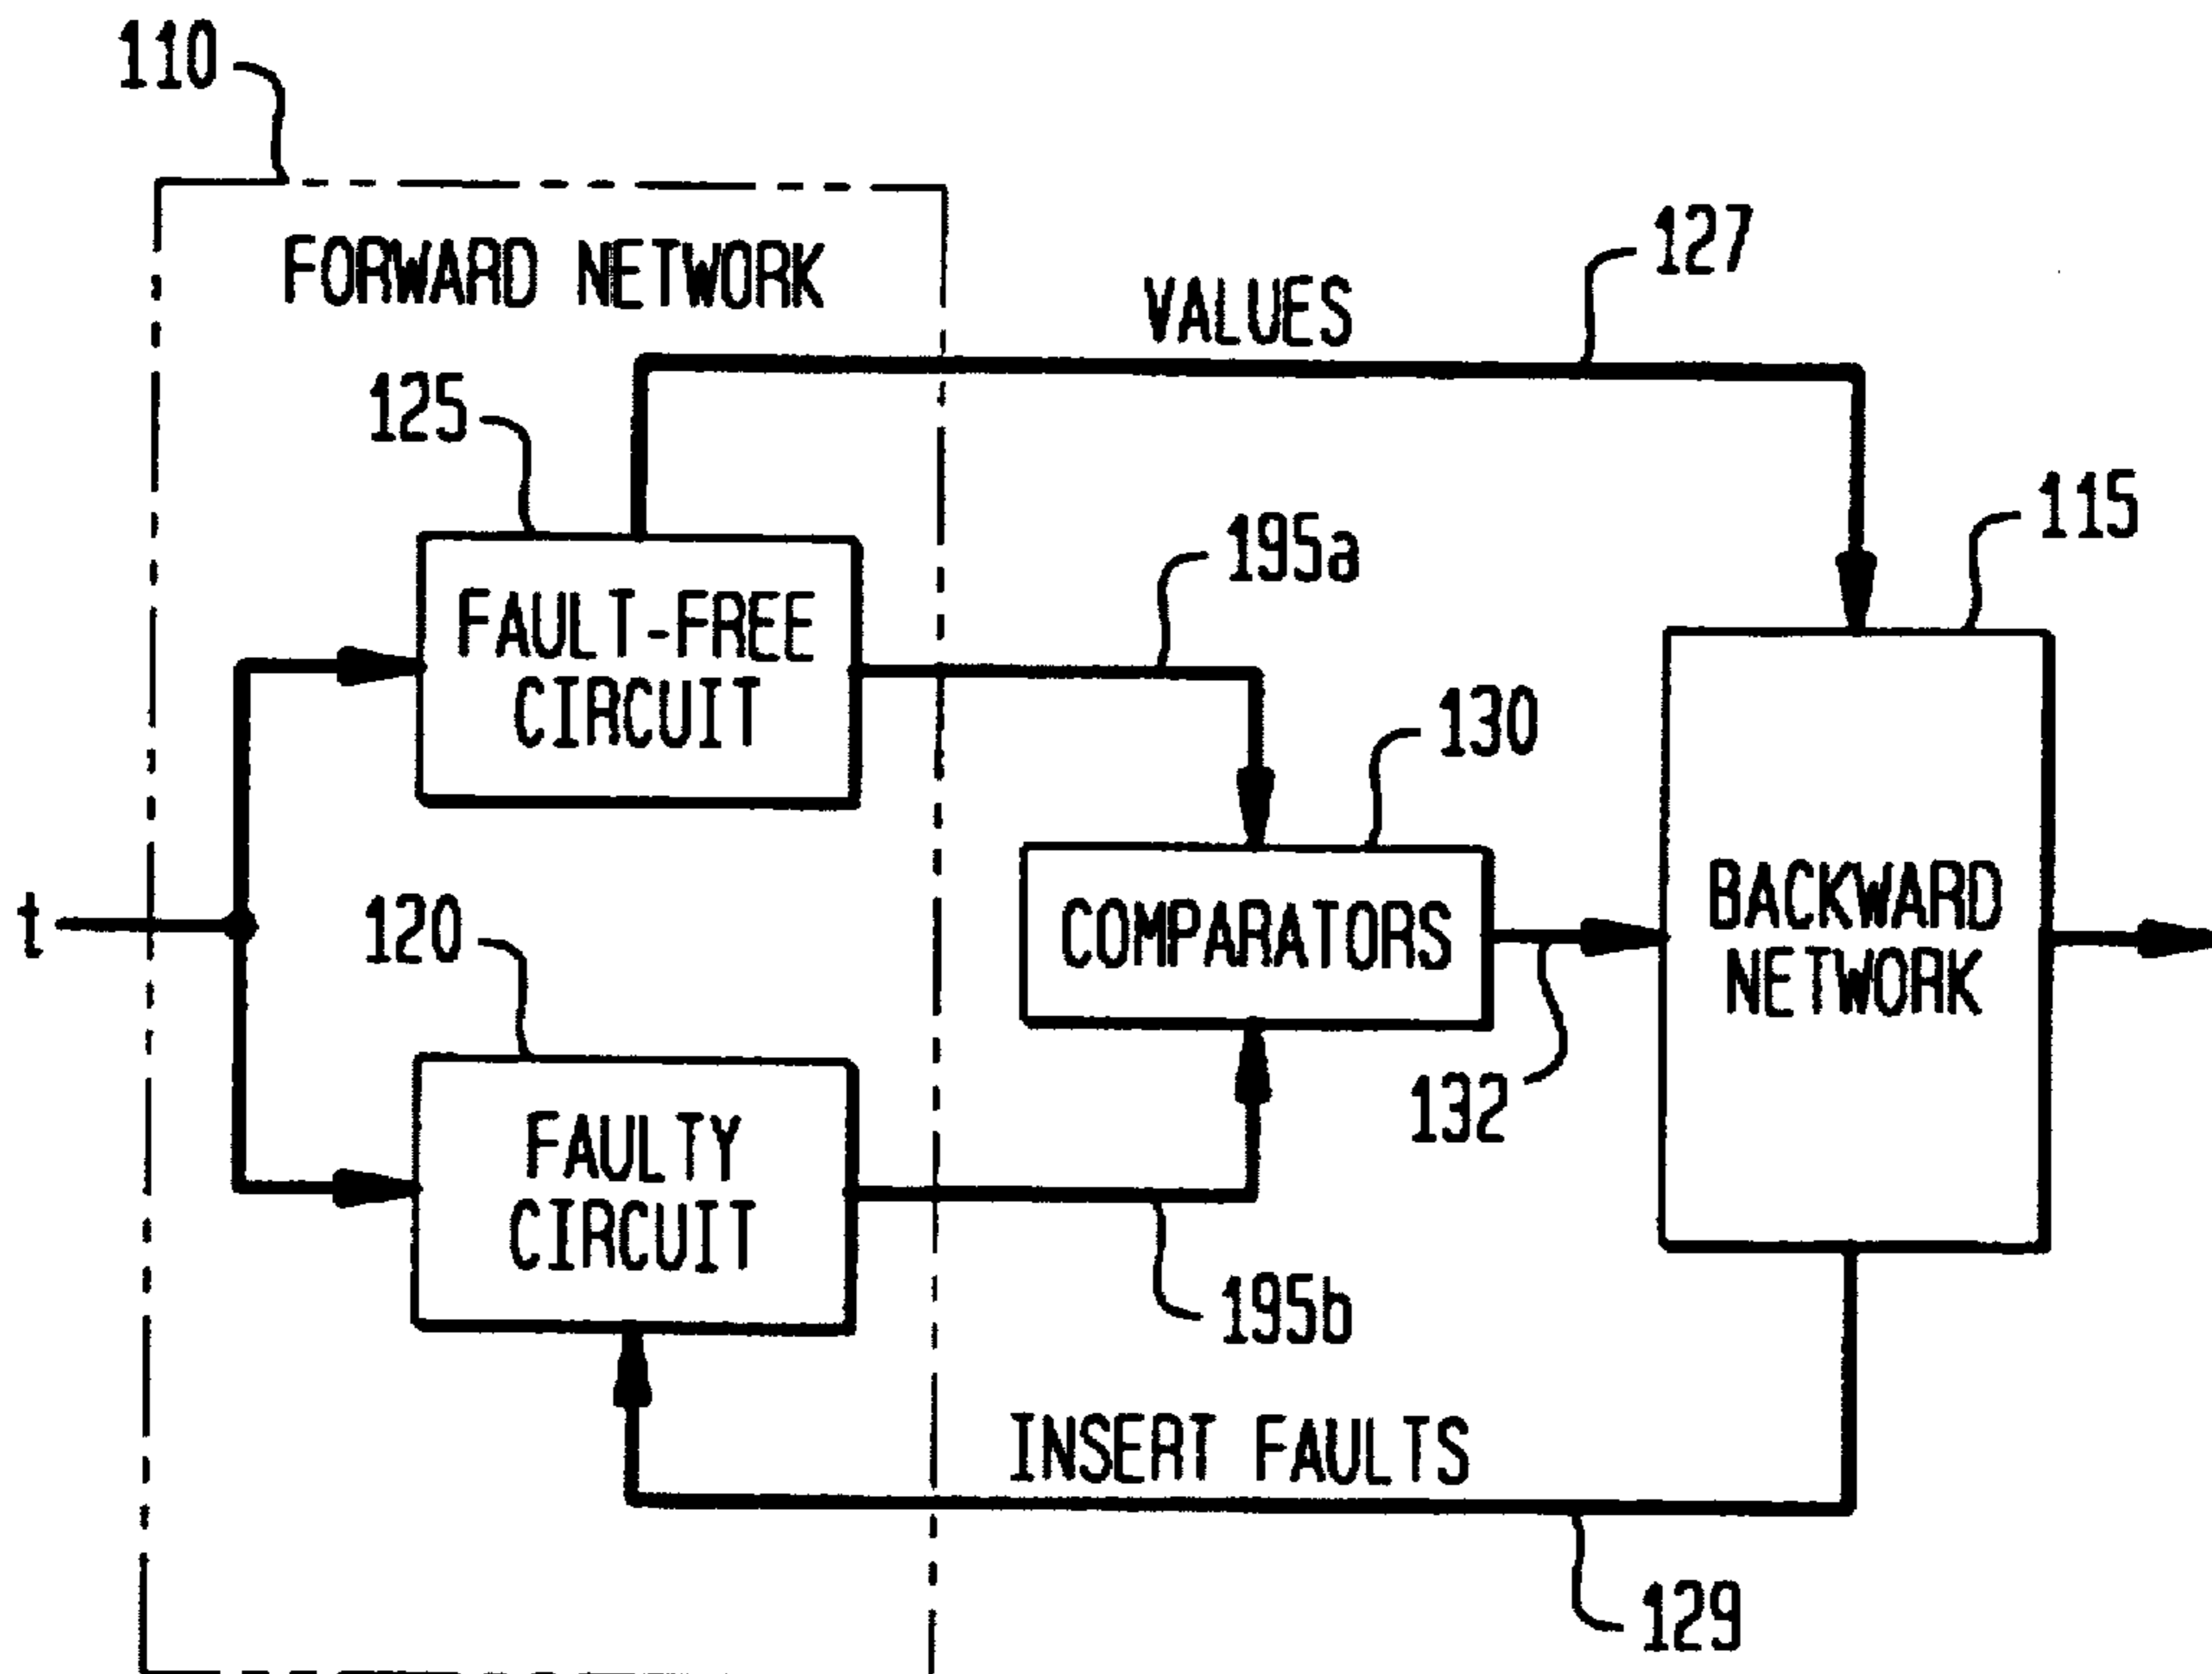 110
FORWARD NETWORK
127
VALUES
125
115
195a
FAULT-FREE
CIRCUIT
130
t
120
COMPARATORS
BACKWARD
NETWORK
132
FAULTY
CIRCUIT
195b
INSERT FAULTS
129